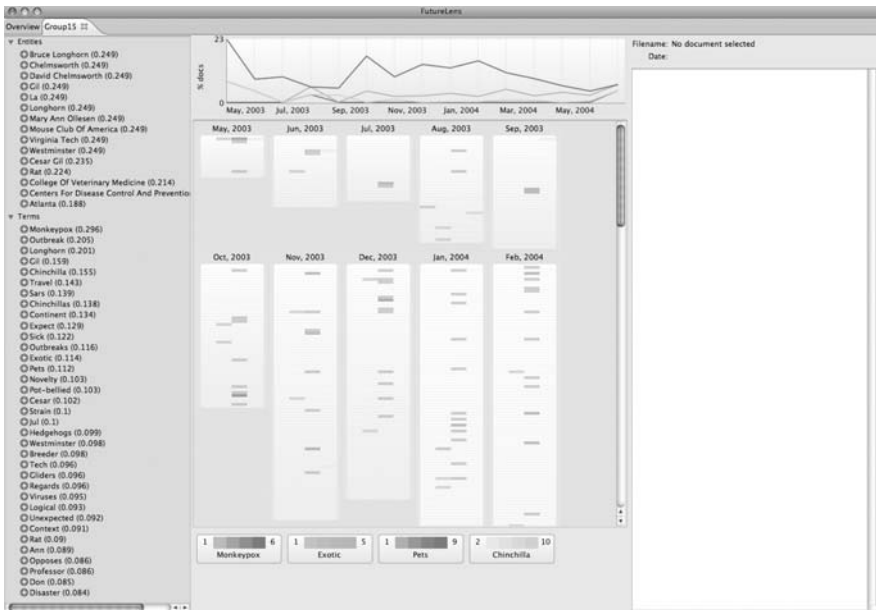 FutureLens
Overview Group15
Entities
Bruce Longhorn (0.249)
Chelmsworth (0.249)
David Chelmsworth (0.249)
Gil (0.249)
La (0.249)
Longhorn (0.249)
Mary Ann Ollesen (0.249)
Mouse Club Of America (0.249)
Virginia Tech (0.249)
Westminster (0.249)
Cesar Gil (0.235)
Rat (0.224)
College Of Veterinary Medicine (0.214)
Centers For Disease Control And Preventio
Atlanta (0.188)
Terms
Monkeypox (0.296)
Outbreak (0.205)
Longhorn (0.201)
Gil (0.159)
Chinchilla (0.155)
Travel (0.143)
Sars (0.139)
Chinchillas (0.138)
Continent (0.134)
Expect (0.129)
Sick (0.122)
Outbreaks (0.116)
Exotic (0.114)
Pets (0.112)
Novelty (0.103)
Pot-bellied (0.103)
Cesar (0.102)
Strain (0.1)
Jul (0.1)
Hedgehogs (0.099)
Westminster (0.098)
Breeder (0.098)
Tech (0.096)
Gliders (0.096)
Regards (0.096)
Viruses (0.095)
Logical (0.093)
Unexpected (0.092)
Context (0.091)
Rat (0.09)
Ann (0.089)
Opposes (0.086)
Professor (0.086)
Don (0.085)
Disaster (0.084)
23
% docs
0
May, 2003 Jul, 2003 Sep, 2003 Nov, 2003 Jan, 2004 Mar, 2004 May, 2004
May, 2003 Jun, 2003 Jul, 2003 Aug, 2003 Sep, 2003
Oct, 2003 Nov, 2003 Dec, 2003 Jan, 2004 Feb, 2004
1 6 1 5 1 9 2 10
Monkeypox Exotic Pets Chinchilla
Filename: No document selected
Date: